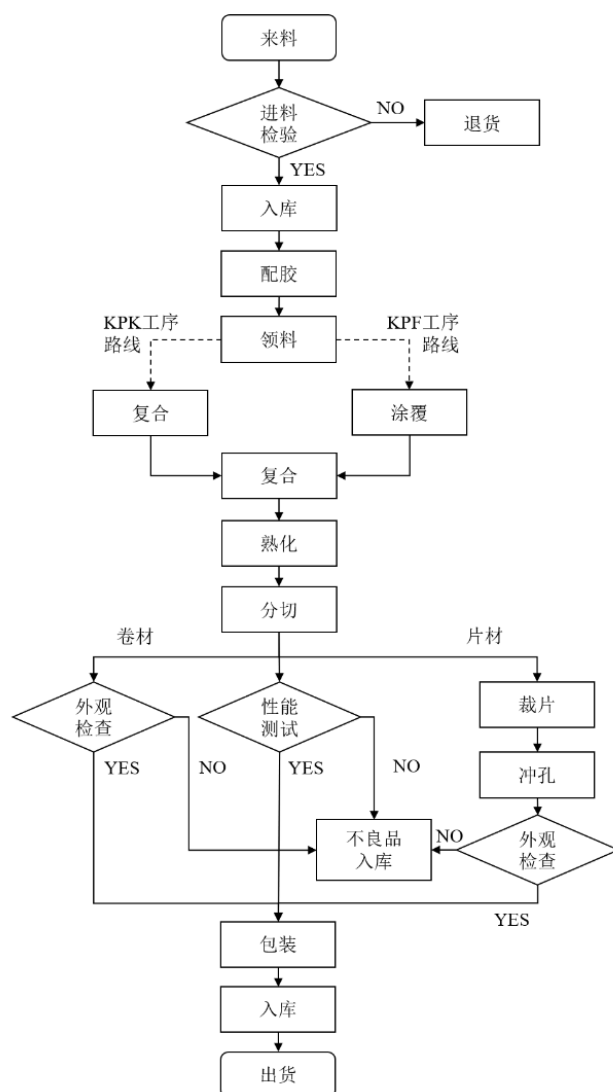 来料
进料
检验
NO
退货
YES
入库
配胶
KPK工序
路线
领料
KPF工序
路线
复合
涂覆
复合
熟化
分切
卷材
片材
外观
检查
性能
测试
裁片
YES
NO
YES
NO
冲孔
不良品
入库
NO
外观
检查
YES
包装
入库
出货